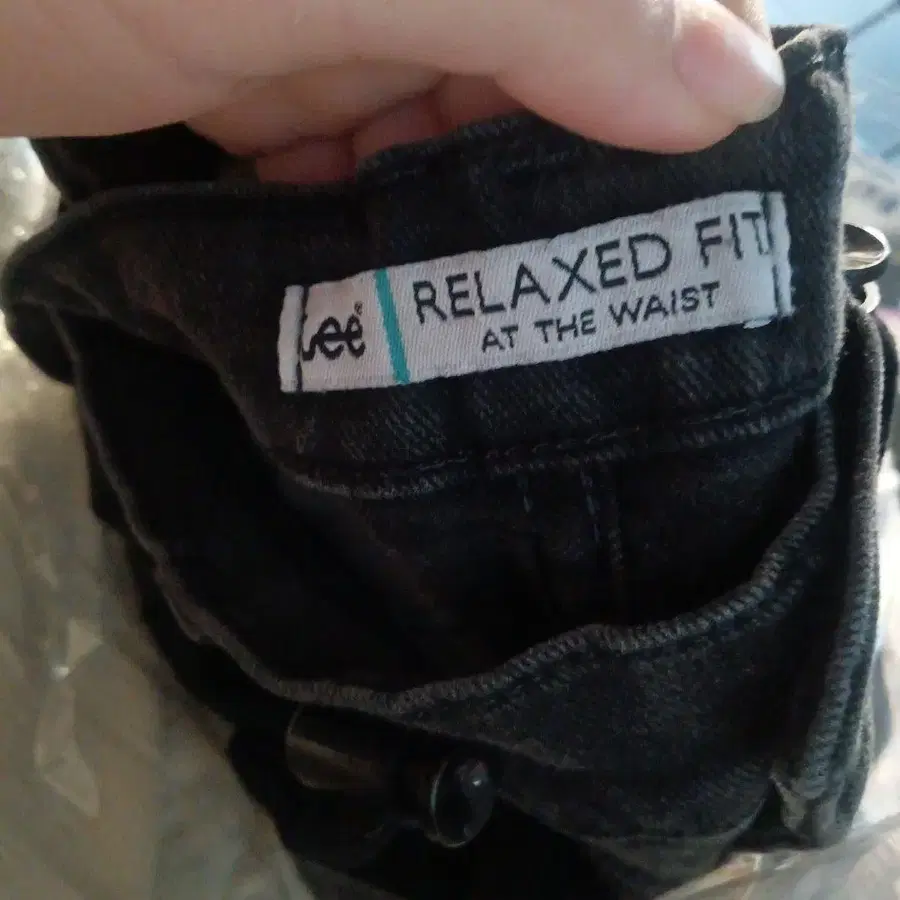 Lee®
RELAXED FIT
AT THE WAIST